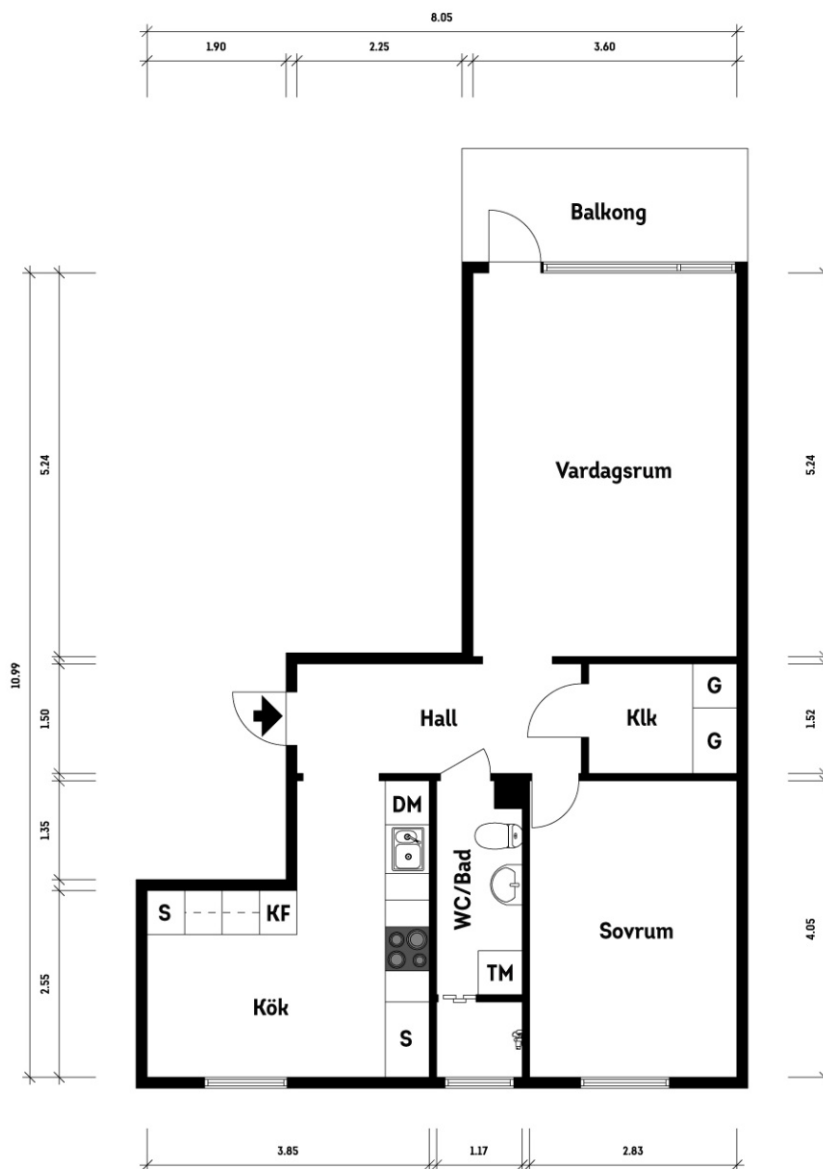 8.05
1.90 2.25 3.60
Balkong
5.24 Vardagsrum 5.24
10.99
1.50 Hall Klk G 1.52
G
1.35 DM
WC/Bad
S KF Sovrum 4.05
TM
2.55 Kök
S
3.85 1.17 2.83